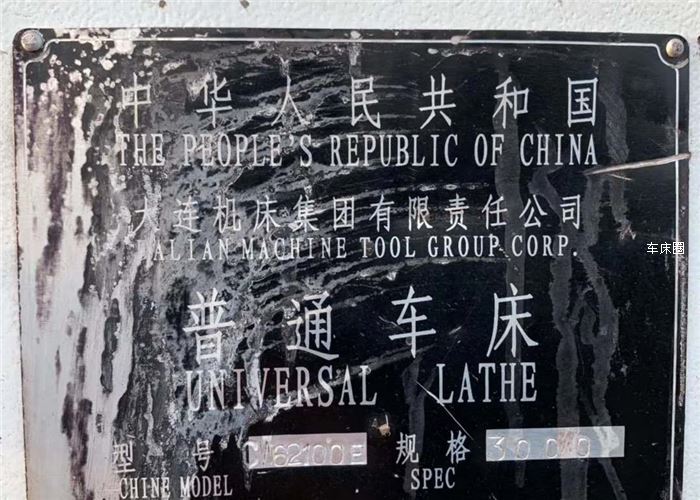 中华人民共和国
THE PEOPLE'S REPUBLIC OF CHINA
大连机床集团有限责任公司
ALIAN MACHINE TOOL GROUP CORP.
车床圈
普通车床
UNIVERSAL LATHE
型号 CW62100E 规格 3000
CHINE MODEL SPEC